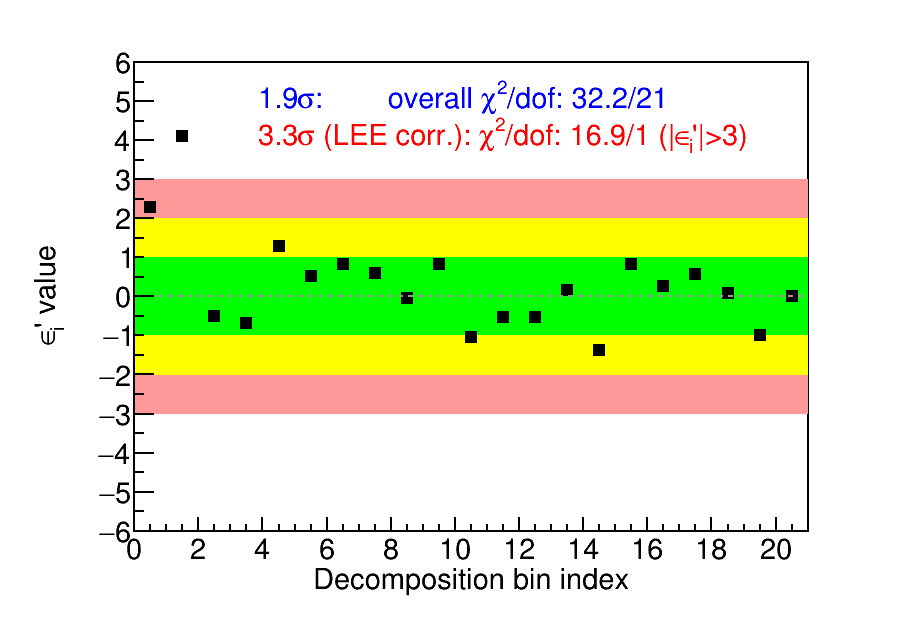 1.9σ: overall χ²/dof: 32.2/21
3.3σ (LEE corr.): χ²/dof: 16.9/1 (|ϵᵢ'|>3)
6
5
4
3
2
1
0
−1
−2
−3
−4
−5
−6
ϵᵢ' value
0 2 4 6 8 10 12 14 16 18 20
Decomposition bin index